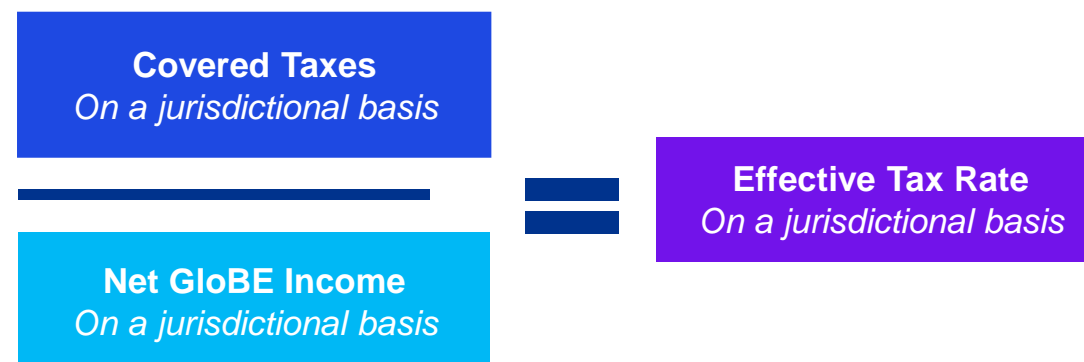 Covered Taxes
On a jurisdictional basis
Effective Tax Rate
On a jurisdictional basis
Net GloBE Income
On a jurisdictional basis